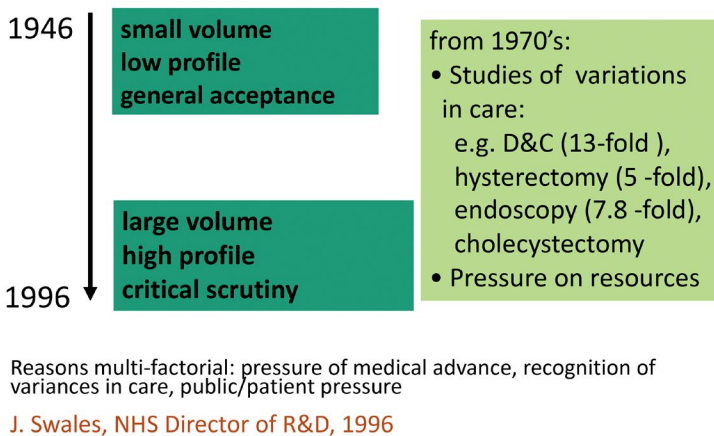 1946
small volume
low profile
general acceptance
large volume
high profile
critical scrutiny
1996
from 1970's:
• Studies of  variations
in care:
e.g. D&C (13-fold ),
hysterectomy (5 -fold),
endoscopy (7.8 -fold),
cholecystectomy
• Pressure on resources
Reasons multi-factorial: pressure of medical advance, recognition of
variances in care, public/patient pressure
J. Swales, NHS Director of R&D, 1996